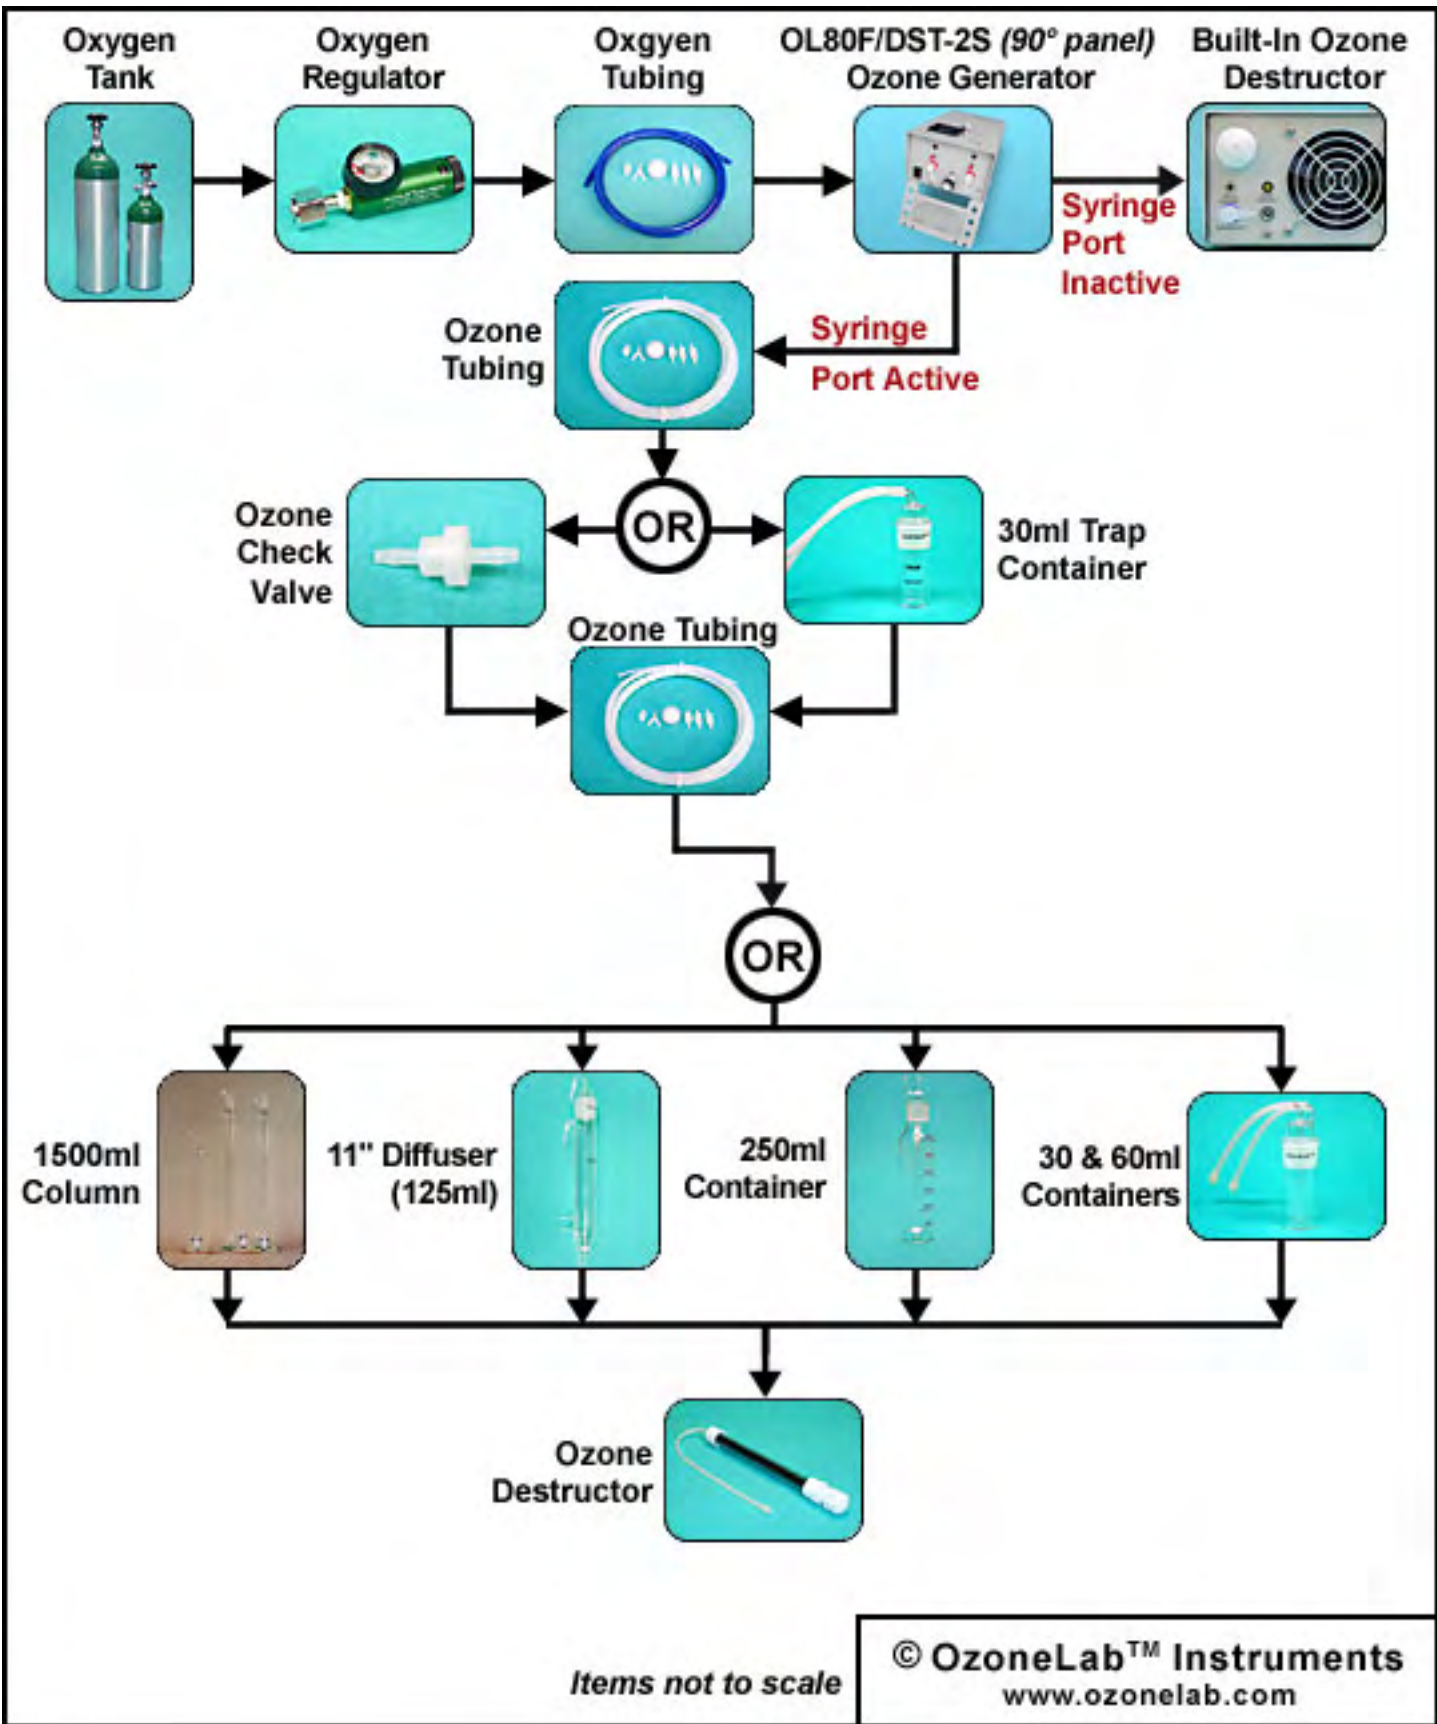 Oxygen
Tank
Oxygen
Regulator
Oxgyen
Tubing
OL80F/DST-2S (90° panel)
Ozone Generator
Built-In Ozone
Destructor
Syringe
Port
Inactive
Ozone
Tubing
Syringe
Port Active
Ozone
Check
Valve
OR
30ml Trap
Container
Ozone Tubing
OR
1500ml
Column
11" Diffuser
(125ml)
250ml
Container
30 & 60ml
Containers
Ozone
Destructor
Items not to scale
© OzoneLab™ Instruments
www.ozonelab.com